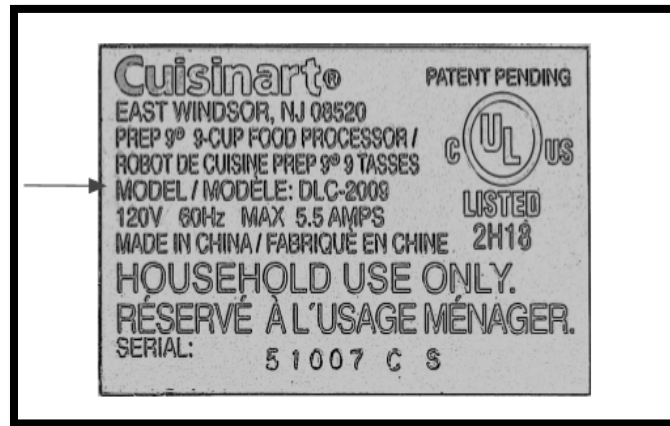 Cuisinart®
PATENT PENDING
EAST WINDSOR, NJ 08520
PREP 9® 9-CUP FOOD PROCESSOR /
ROBOT DE CUISINE PREP 9® 9 TASSES
MODEL / MODÈLE: DLC-2009
120V 60Hz MAX 5.5 AMPS
MADE IN CHINA / FABRIQUÉ EN CHINE
C UL US
LISTED
2H18
HOUSEHOLD USE ONLY.
RÉSERVÉ À L'USAGE MÉNAGER.
SERIAL: 51007 C S